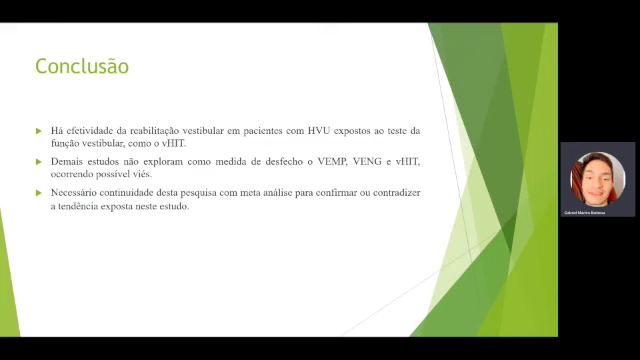 Conclusão
Há efetividade da reabilitação vestibular em pacientes com HVU expostos ao teste da
função vestibular, como o vHIT.
Demais estudos não exploram como medida de desfecho o VEMP, VENG e vHIT,
ocorrendo possível viés.
Necessário continuidade desta pesquisa com meta análise para confirmar ou contradizer
a tendência exposta neste estudo.
Gabriel Martins Barbosa